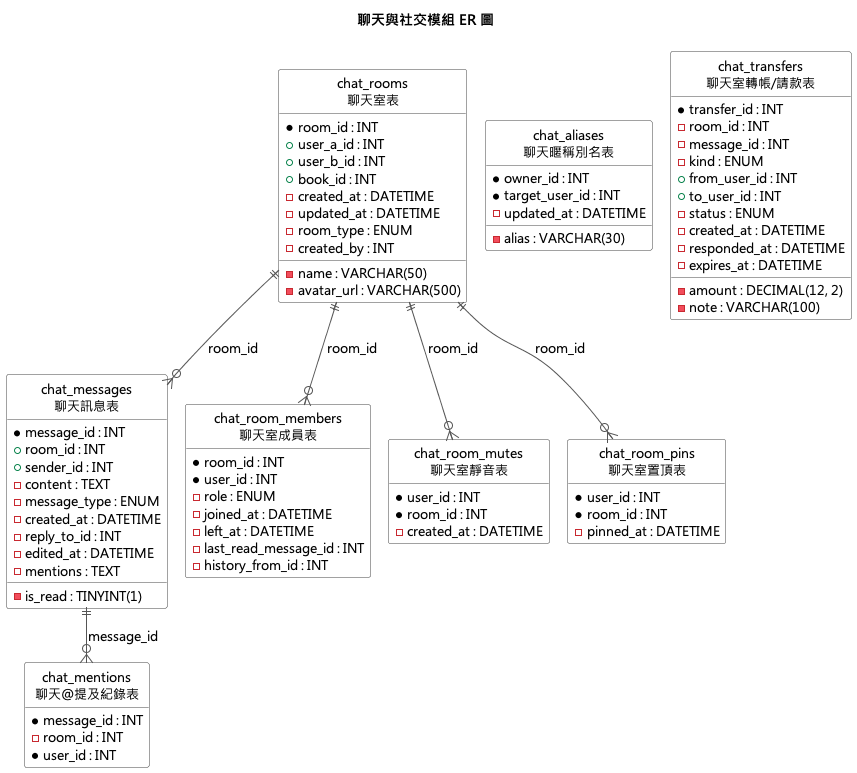 聊天與社交模組 ER 圖
chat_rooms
聊天室表
room_id : INT
user_a_id : INT
user_b_id : INT
book_id : INT
created_at : DATETIME
updated_at : DATETIME
room_type : ENUM
created_by : INT
name : VARCHAR(50)
avatar_url : VARCHAR(500)
chat_aliases
聊天暱稱別名表
owner_id : INT
target_user_id : INT
updated_at : DATETIME
alias : VARCHAR(30)
chat_transfers
聊天室轉帳/請款表
transfer_id : INT
room_id : INT
message_id : INT
kind : ENUM
from_user_id : INT
to_user_id : INT
status : ENUM
created_at : DATETIME
responded_at : DATETIME
expires_at : DATETIME
amount : DECIMAL(12, 2)
note : VARCHAR(100)
room_id
room_id
room_id
room_id
chat_messages
聊天訊息表
message_id : INT
room_id : INT
sender_id : INT
content : TEXT
message_type : ENUM
created_at : DATETIME
reply_to_id : INT
edited_at : DATETIME
mentions : TEXT
is_read : TINYINT(1)
chat_room_members
聊天室成員表
room_id : INT
user_id : INT
role : ENUM
joined_at : DATETIME
left_at : DATETIME
last_read_message_id : INT
history_from_id : INT
chat_room_mutes
聊天室靜音表
user_id : INT
room_id : INT
created_at : DATETIME
chat_room_pins
聊天室置頂表
user_id : INT
room_id : INT
pinned_at : DATETIME
message_id
chat_mentions
聊天@提及紀錄表
message_id : INT
room_id : INT
user_id : INT